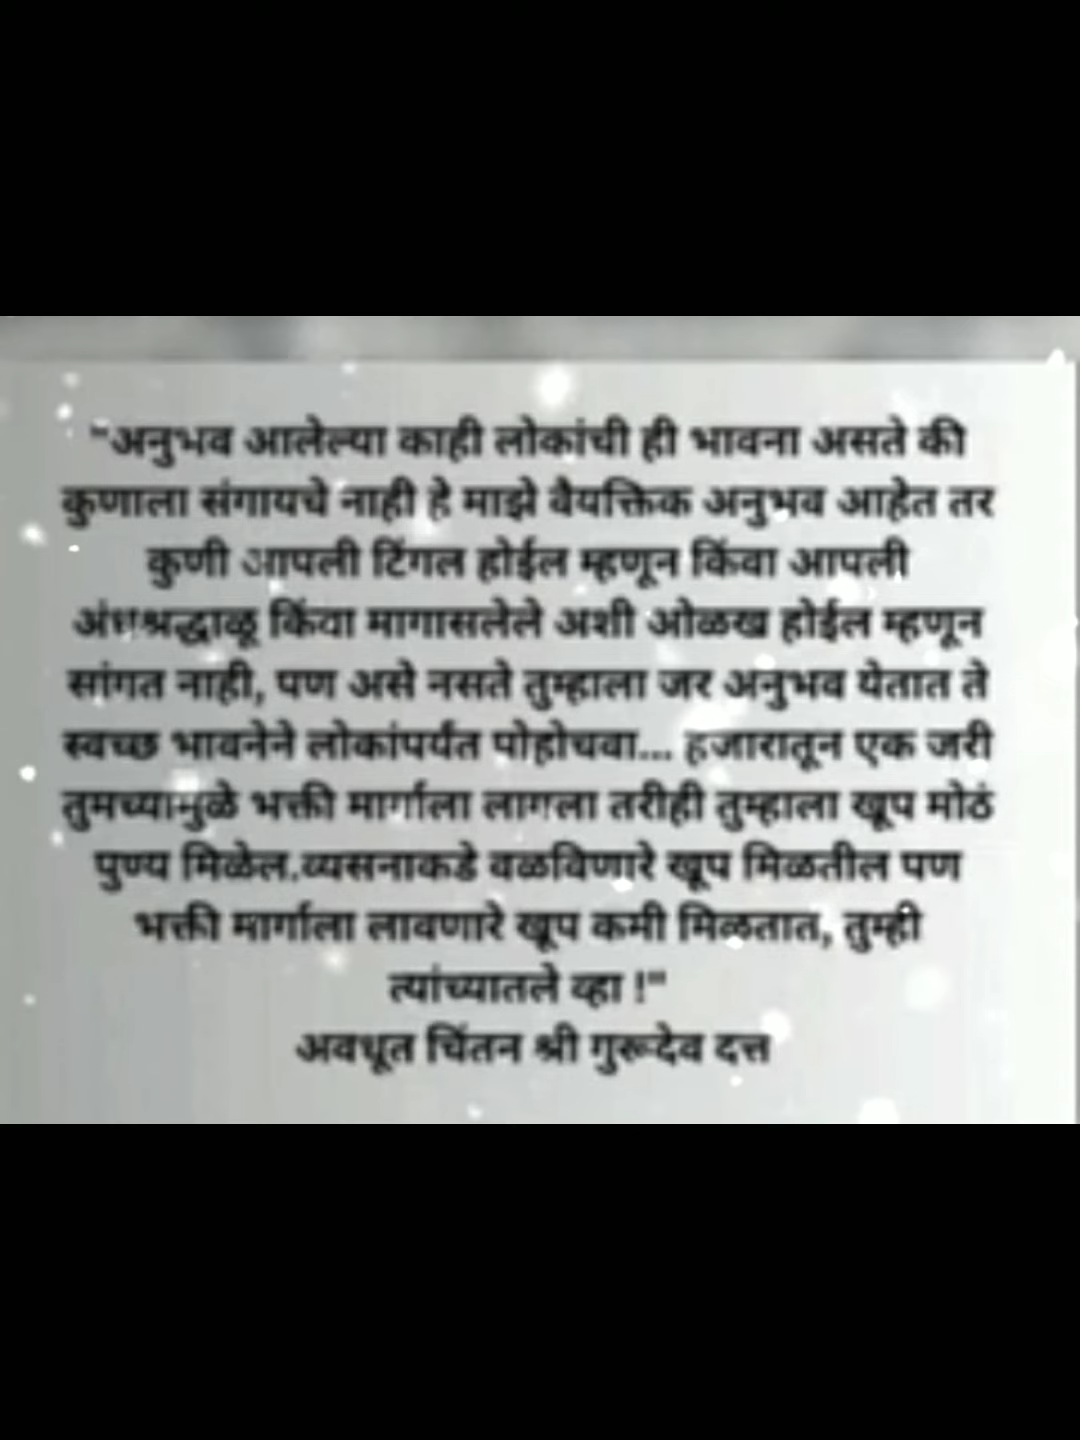 "अनुभव आलेल्या काही लोकांची ही भावना असते की
कुणाला संगायचे नाही हे माझे वैयक्तिक अनुभव आहेत तर
कुणी आपली टिंगल होईल म्हणून किंवा आपली
अंधश्रद्धाळू किंवा मागासलेले अशी ओळख होईल म्हणून
सांगत नाही, पण असे नसते तुम्हाला जर अनुभव येतात ते
स्वच्छ भावनेने लोकांपर्यंत पोहोचवा... हजारातून एक जरी
तुमच्यामुळे भक्ती मार्गाला लागला तरीही तुम्हाला खूप मोठं
पुण्य मिळेल.व्यसनाकडे वळविणारे खूप मिळतील पण
भक्ती मार्गाला लावणारे खूप कमी मिळतात, तुम्ही
त्यांच्यातले व्हा !"
अवधूत चिंतन श्री गुरूदेव दत्त